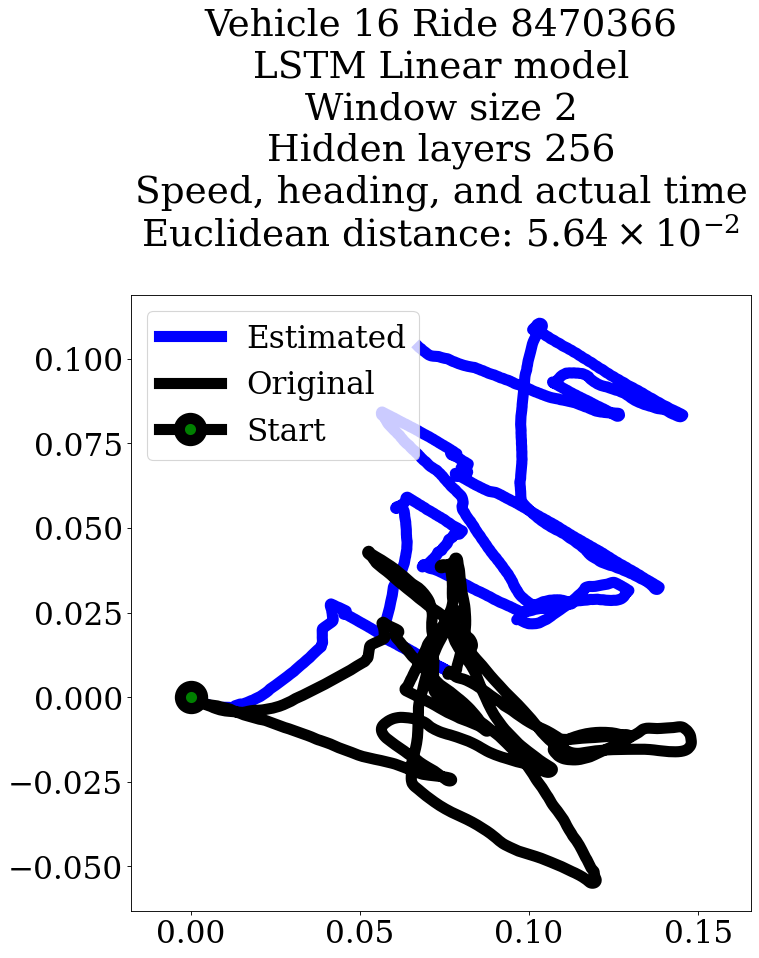 Vehicle 16 Ride 8470366
LSTM Linear model
Window size 2
Hidden layers 256
Speed, heading, and actual time
Euclidean distance: 5.64 × 10⁻²
Estimated
Original
Start
0.100
0.075
0.050
0.025
0.000
−0.025
−0.050
0.00 0.05 0.10 0.15